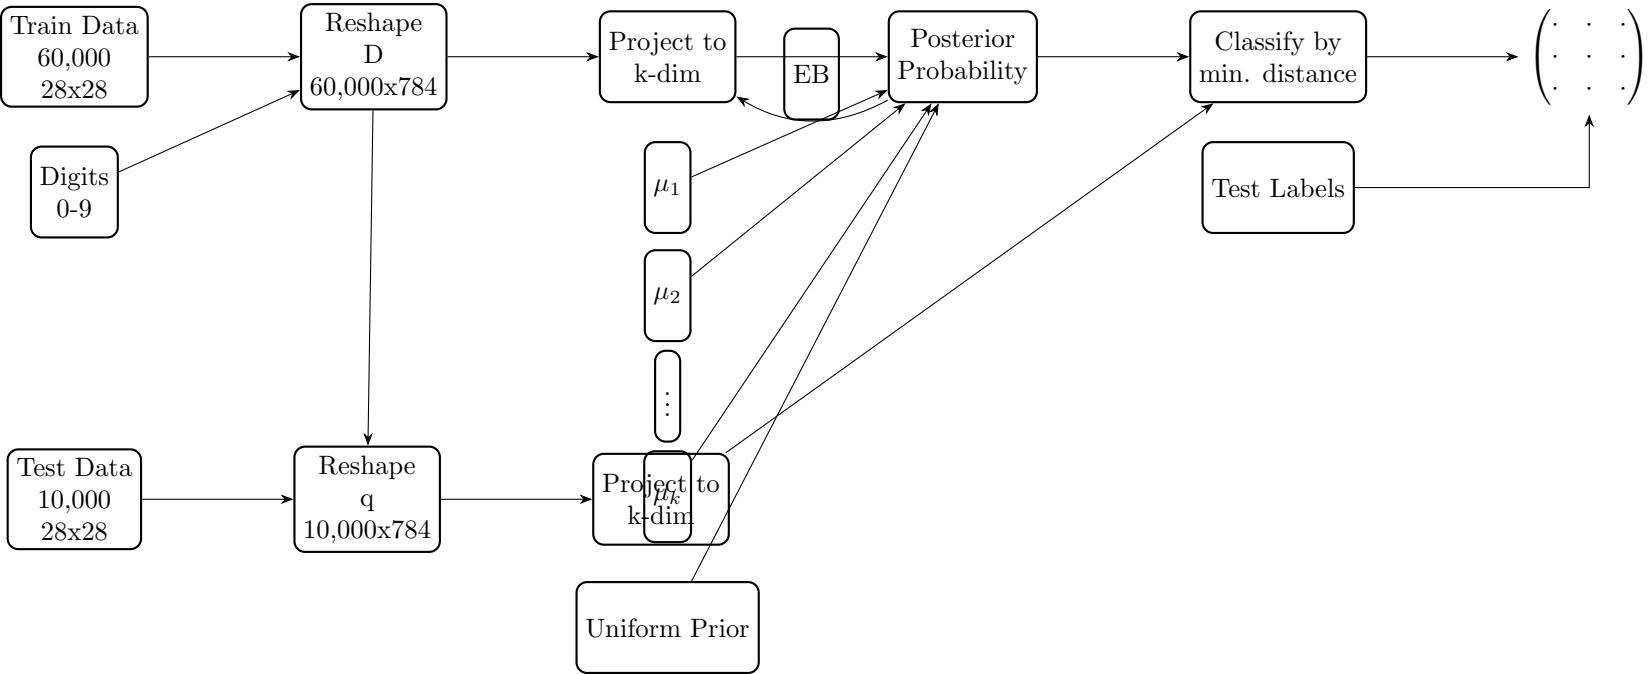 Train Data
60,000
28x28
Reshape
D
60,000x784
Project to
k-dim
EB
Posterior
Probability
Classify by
min. distance
( · · ·
· · ·
· · · )
Digits
0-9
μ₁
Test Labels
μ₂
⋮
Test Data
10,000
28x28
Reshape
q
10,000x784
Project to
k-dim
μₖ
Uniform Prior